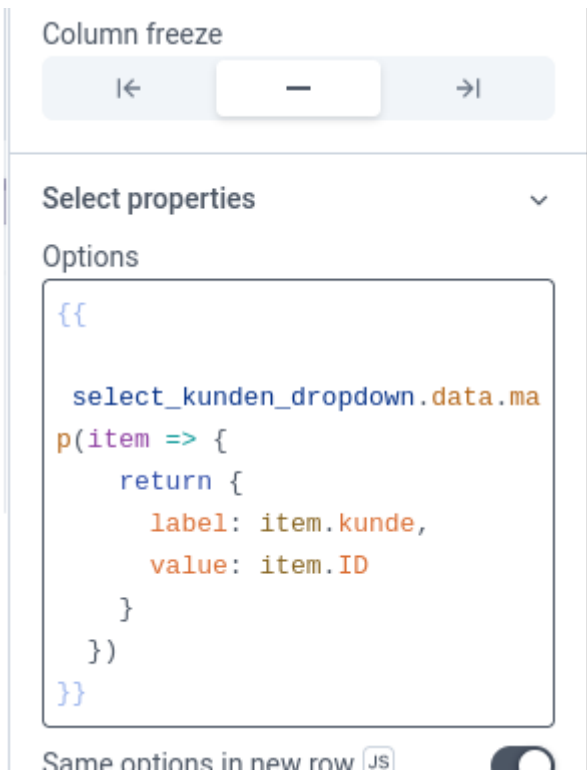 Column freeze
Select properties
Options
{{
select_kunden_dropdown.data.ma
p(item => {
return {
label: item.kunde,
value: item.ID
}
})
}}
Same options in new row JS